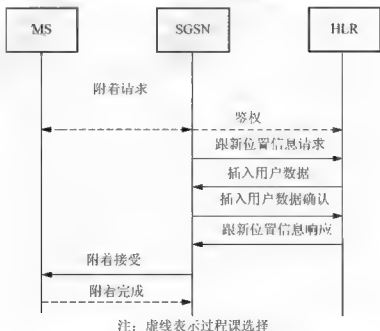 MS
SGSN
HLR
附着请求
鉴权
跟新位置信息请求
插入用户数据
插入用户数据确认
跟新位置信息响应
附着接受
附着完成
注：虚线表示过程课选择